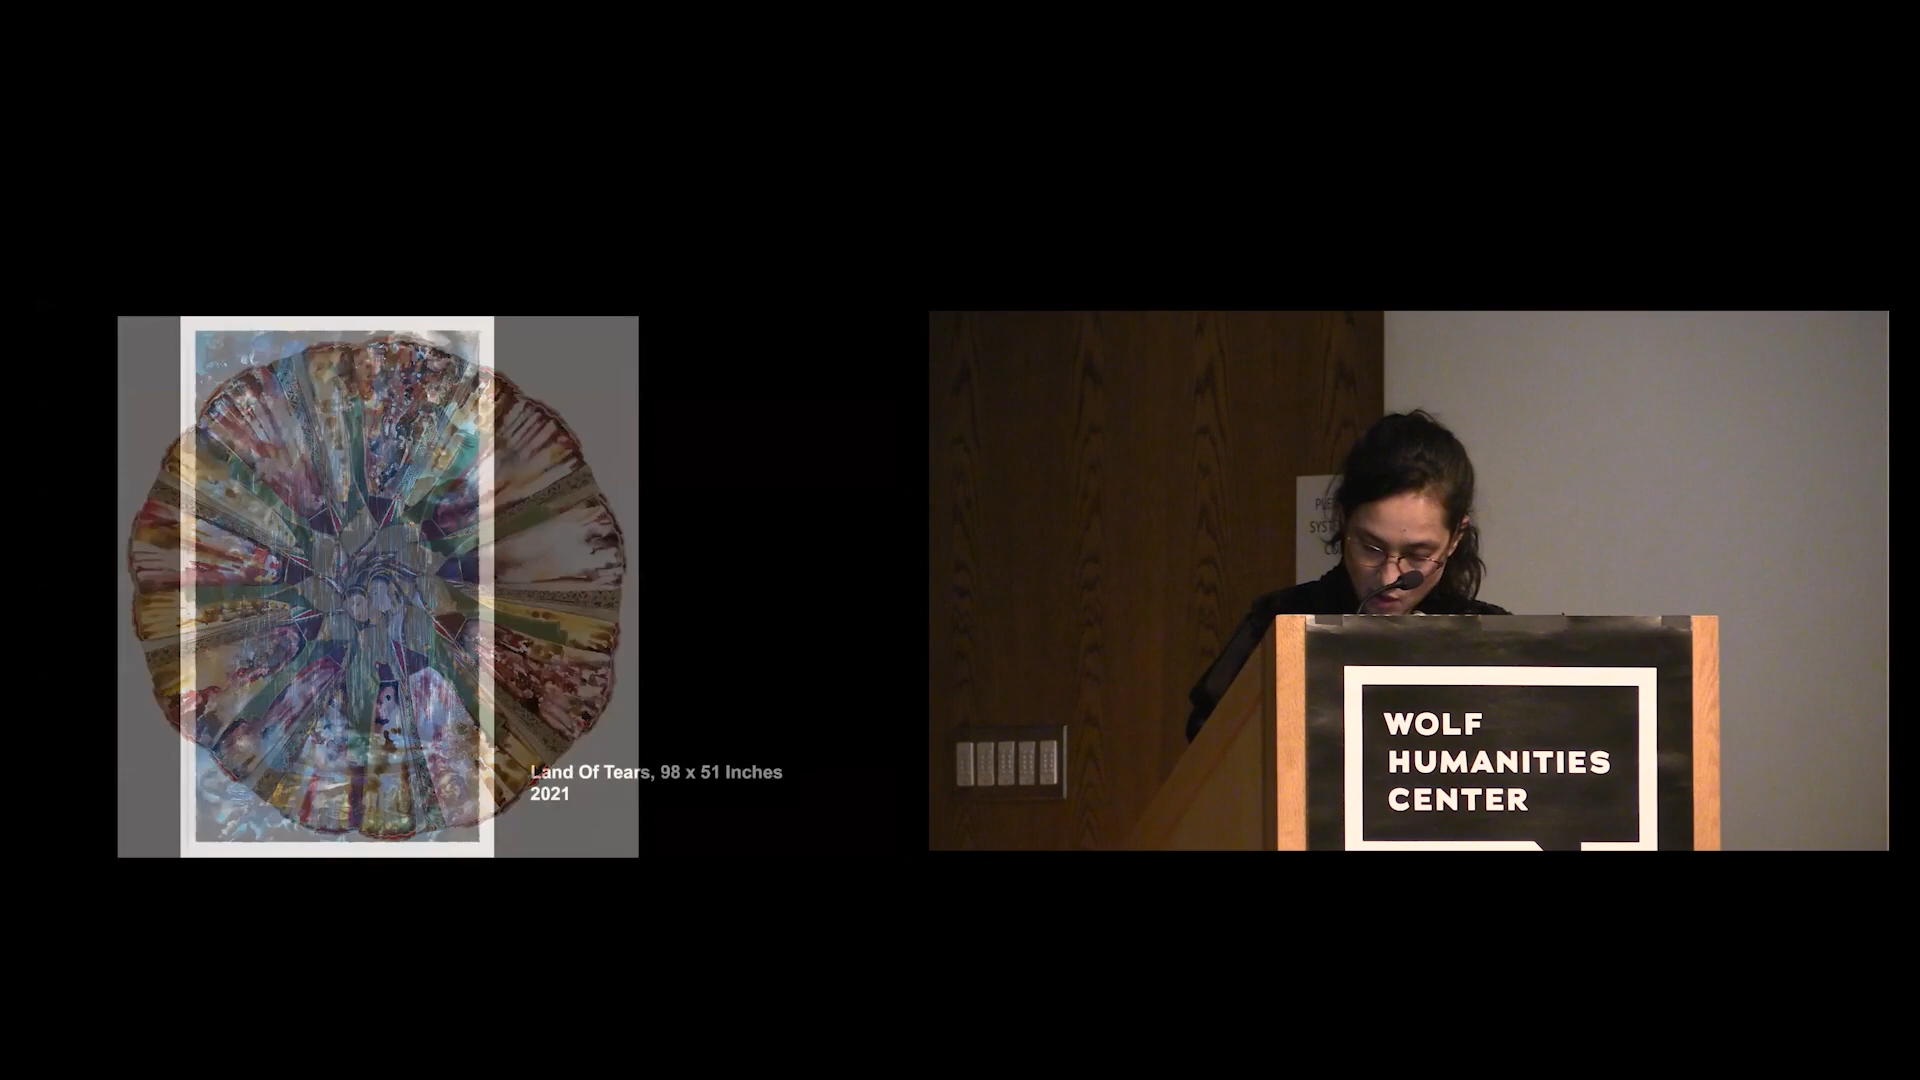 Land Of Tears, 98 x 51 Inches
2021
WOLF
HUMANITIES
CENTER